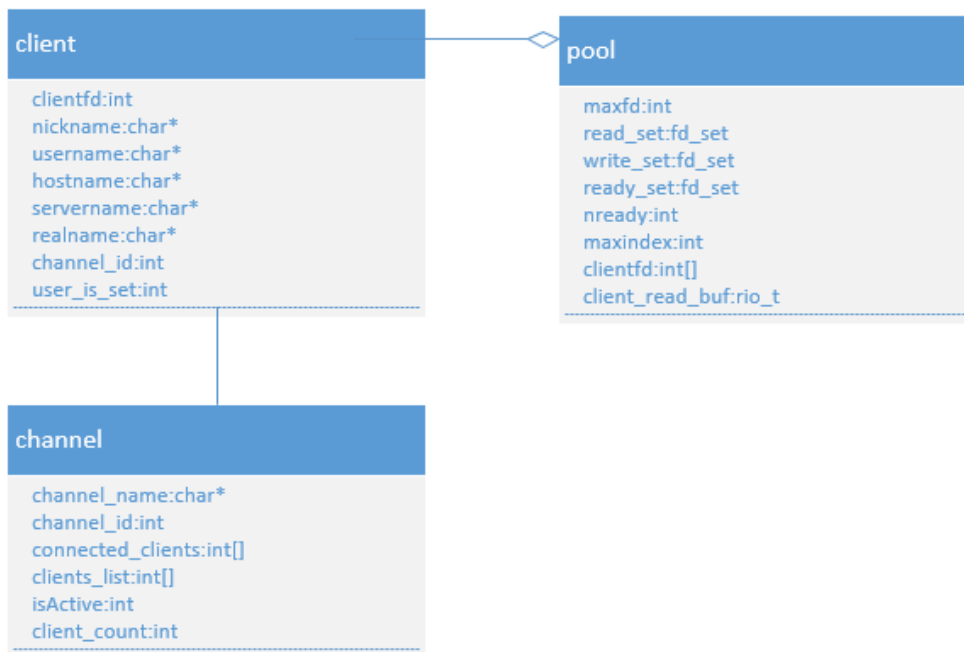 client
clientfd:int
nickname:char*
username:char*
hostname:char*
servername:char*
realname:char*
channel_id:int
user_is_set:int
pool
maxfd:int
read_set:fd_set
write_set:fd_set
ready_set:fd_set
nready:int
maxindex:int
clientfd:int[]
client_read_buf:rio_t
channel
channel_name:char*
channel_id:int
connected_clients:int[]
clients_list:int[]
isActive:int
client_count:int